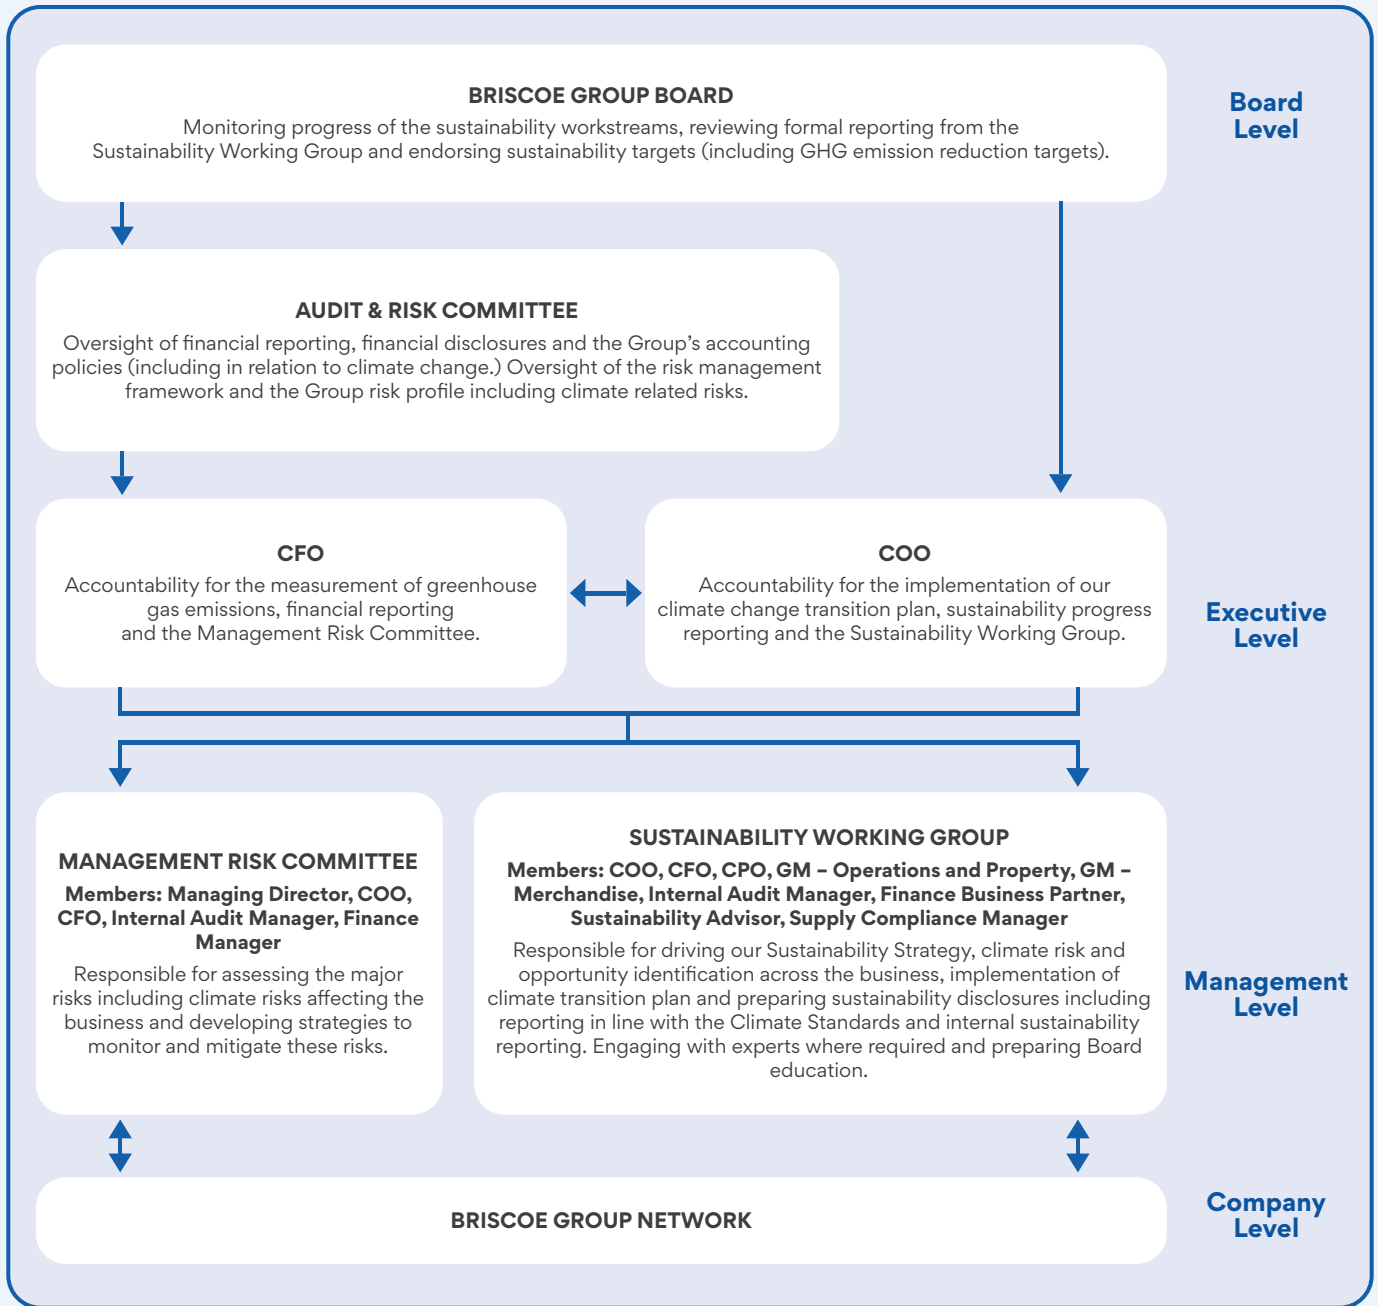 BRISCOE GROUP BOARD
Monitoring progress of the sustainability workstreams, reviewing formal reporting from the
Sustainability Working Group and endorsing sustainability targets (including GHG emission reduction targets).
Board
Level
AUDIT & RISK COMMITTEE
Oversight of financial reporting, financial disclosures and the Group's accounting
policies (including in relation to climate change.) Oversight of the risk management
framework and the Group risk profile including climate related risks.
CFO
Accountability for the measurement of greenhouse
gas emissions, financial reporting
and the Management Risk Committee.
COO
Accountability for the implementation of our
climate change transition plan, sustainability progress
reporting and the Sustainability Working Group.
Executive
Level
MANAGEMENT RISK COMMITTEE
Members: Managing Director, COO,
CFO, Internal Audit Manager, Finance
Manager
Responsible for assessing the major
risks including climate risks affecting the
business and developing strategies to
monitor and mitigate these risks.
SUSTAINABILITY WORKING GROUP
Members: COO, CFO, CPO, GM – Operations and Property, GM –
Merchandise, Internal Audit Manager, Finance Business Partner,
Sustainability Advisor, Supply Compliance Manager
Responsible for driving our Sustainability Strategy, climate risk and
opportunity identification across the business, implementation of
climate transition plan and preparing sustainability disclosures including
reporting in line with the Climate Standards and internal sustainability
reporting. Engaging with experts where required and preparing Board
education.
Management
Level
BRISCOE GROUP NETWORK
Company
Level